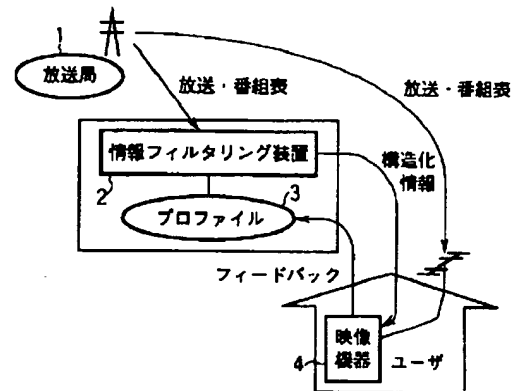 1
放送局
放送・番組表
放送・番組表
情報フィルタリング装置
構造化
情報
2
3
プロファイル
フィードバック
映像
機器
4
ユーザ